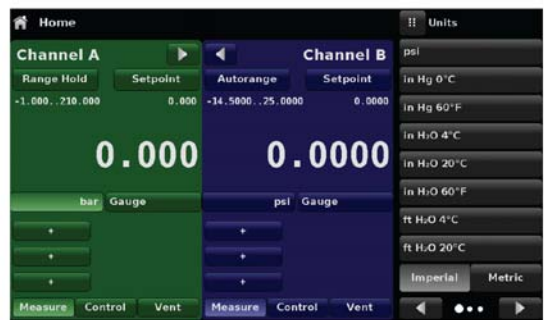 Home
Channel A
Range Hold Setpoint
-1.000..210.000 0.000
0.000
bar Gauge
+
+
+
Measure Control Vent
Channel B
Autorange Setpoint
-14.5000..25.0000 0.0000
0.0000
psi Gauge
+
+
+
Measure Control Vent
Units
psi
in Hg 0°C
in Hg 60°F
in H₂O 4°C
in H₂O 20°C
in H₂O 60°F
ft H₂O 4°C
ft H₂O 20°C
Imperial Metric